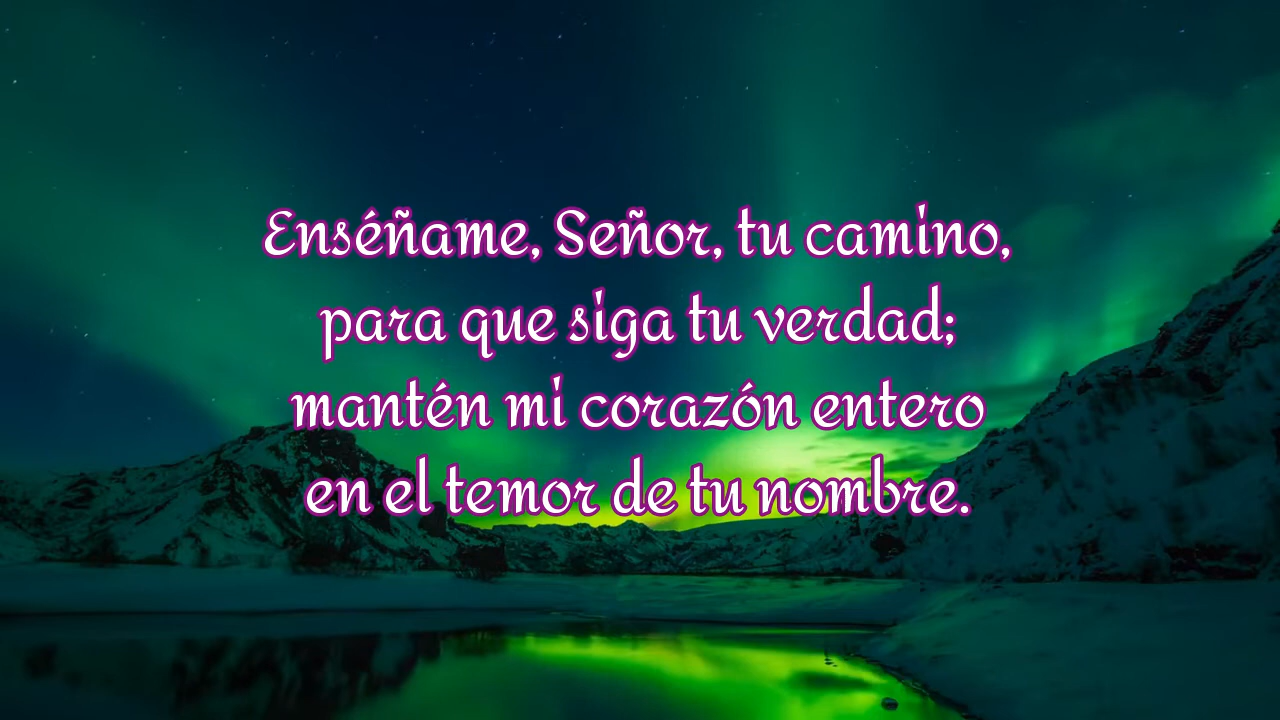 Enséñame, Señor, tu camino,
para que siga tu verdad;
mantén mi corazón entero
en el temor de tu nombre.